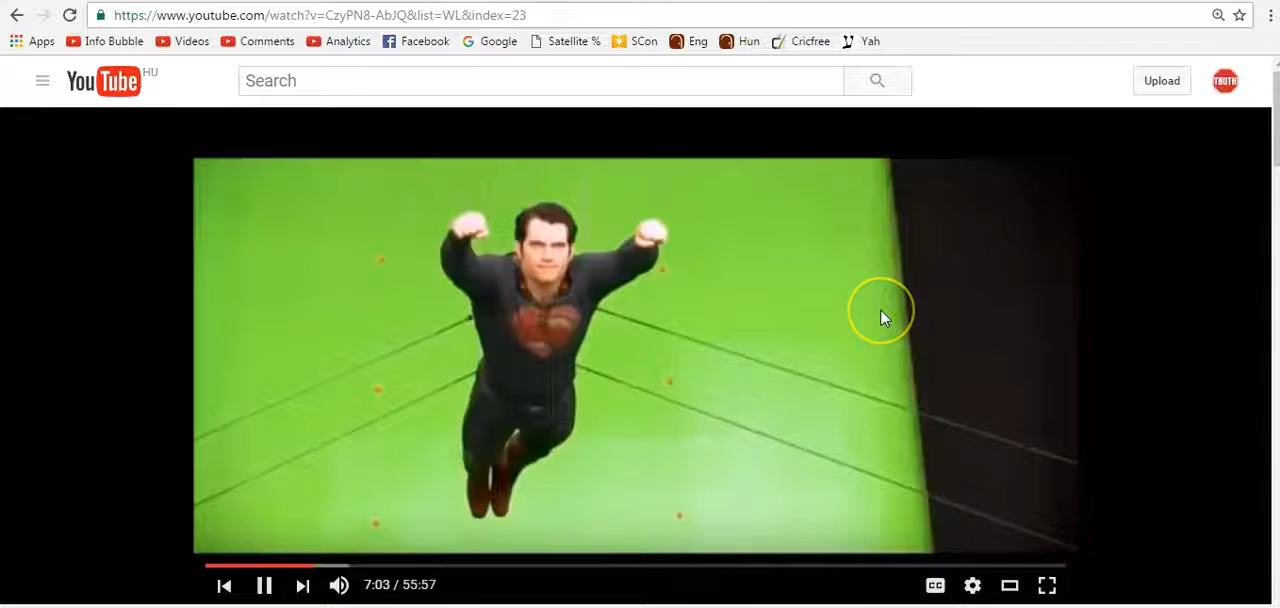 https://www.youtube.com/watch?v=CzyPN8-AbJQ&list=WL&index=23
Apps Info Bubble Videos Comments Analytics Facebook Google Satellite % SCon Eng Hun Cricfree Yah
YouTube HU Search Upload TRUTH
7:03 / 55:57 CC